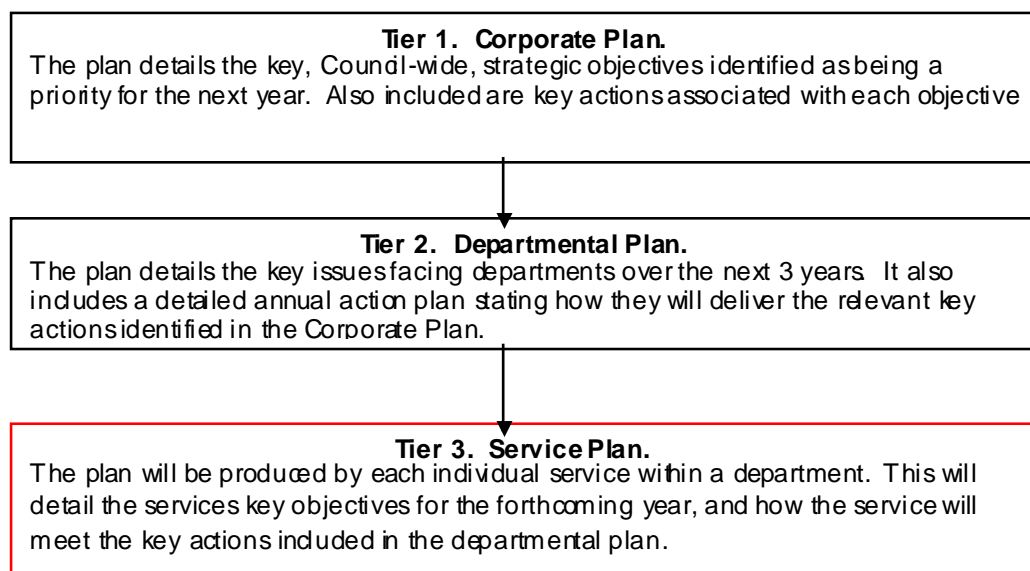 Tier 1.  Corporate Plan.
The plan details the key, Council-wide, strategic objectives identified as being a
priority for the next year.  Also included are key actions associated with each objective
Tier 2.  Departmental Plan.
The plan details the key issues facing departments over the next 3 years.  It also
includes a detailed annual action plan stating how they will deliver the relevant key
actions identified in the Corporate Plan.
Tier 3.  Service Plan.
The plan will be produced by each individual service within a department.  This will
detail the services key objectives for the forthcoming year, and how the service will
meet the key actions included in the departmental plan.